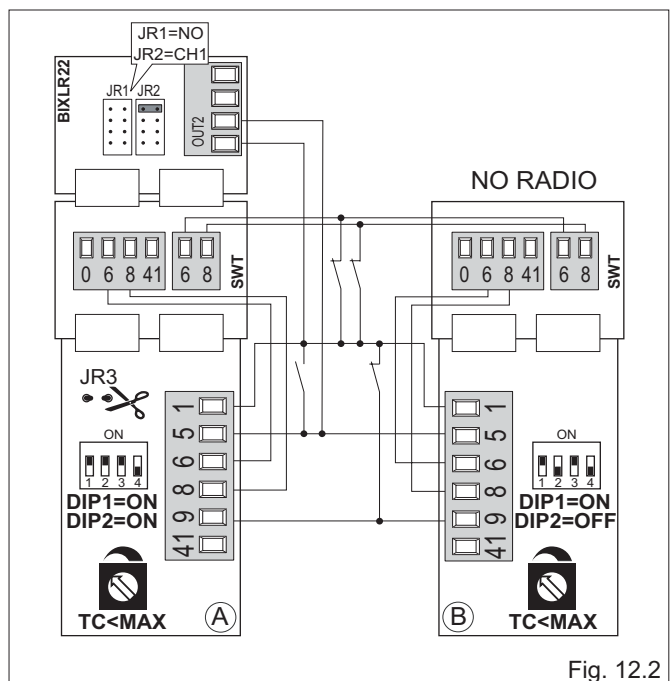 JR1=NO
JR2=CH1
BIXLR22
JR1 JR2
OUT2
NO RADIO
0 6 8 41 6 8
SWT
0 6 8 41 6 8
SWT
JR3
ON
1 2 3 4
DIP1=ON
DIP2=ON
TC<MAX
1
5
6
8
9
41
A
1
5
6
8
9
41
ON
1 2 3 4
DIP1=ON
DIP2=OFF
TC<MAX
B
Fig. 12.2